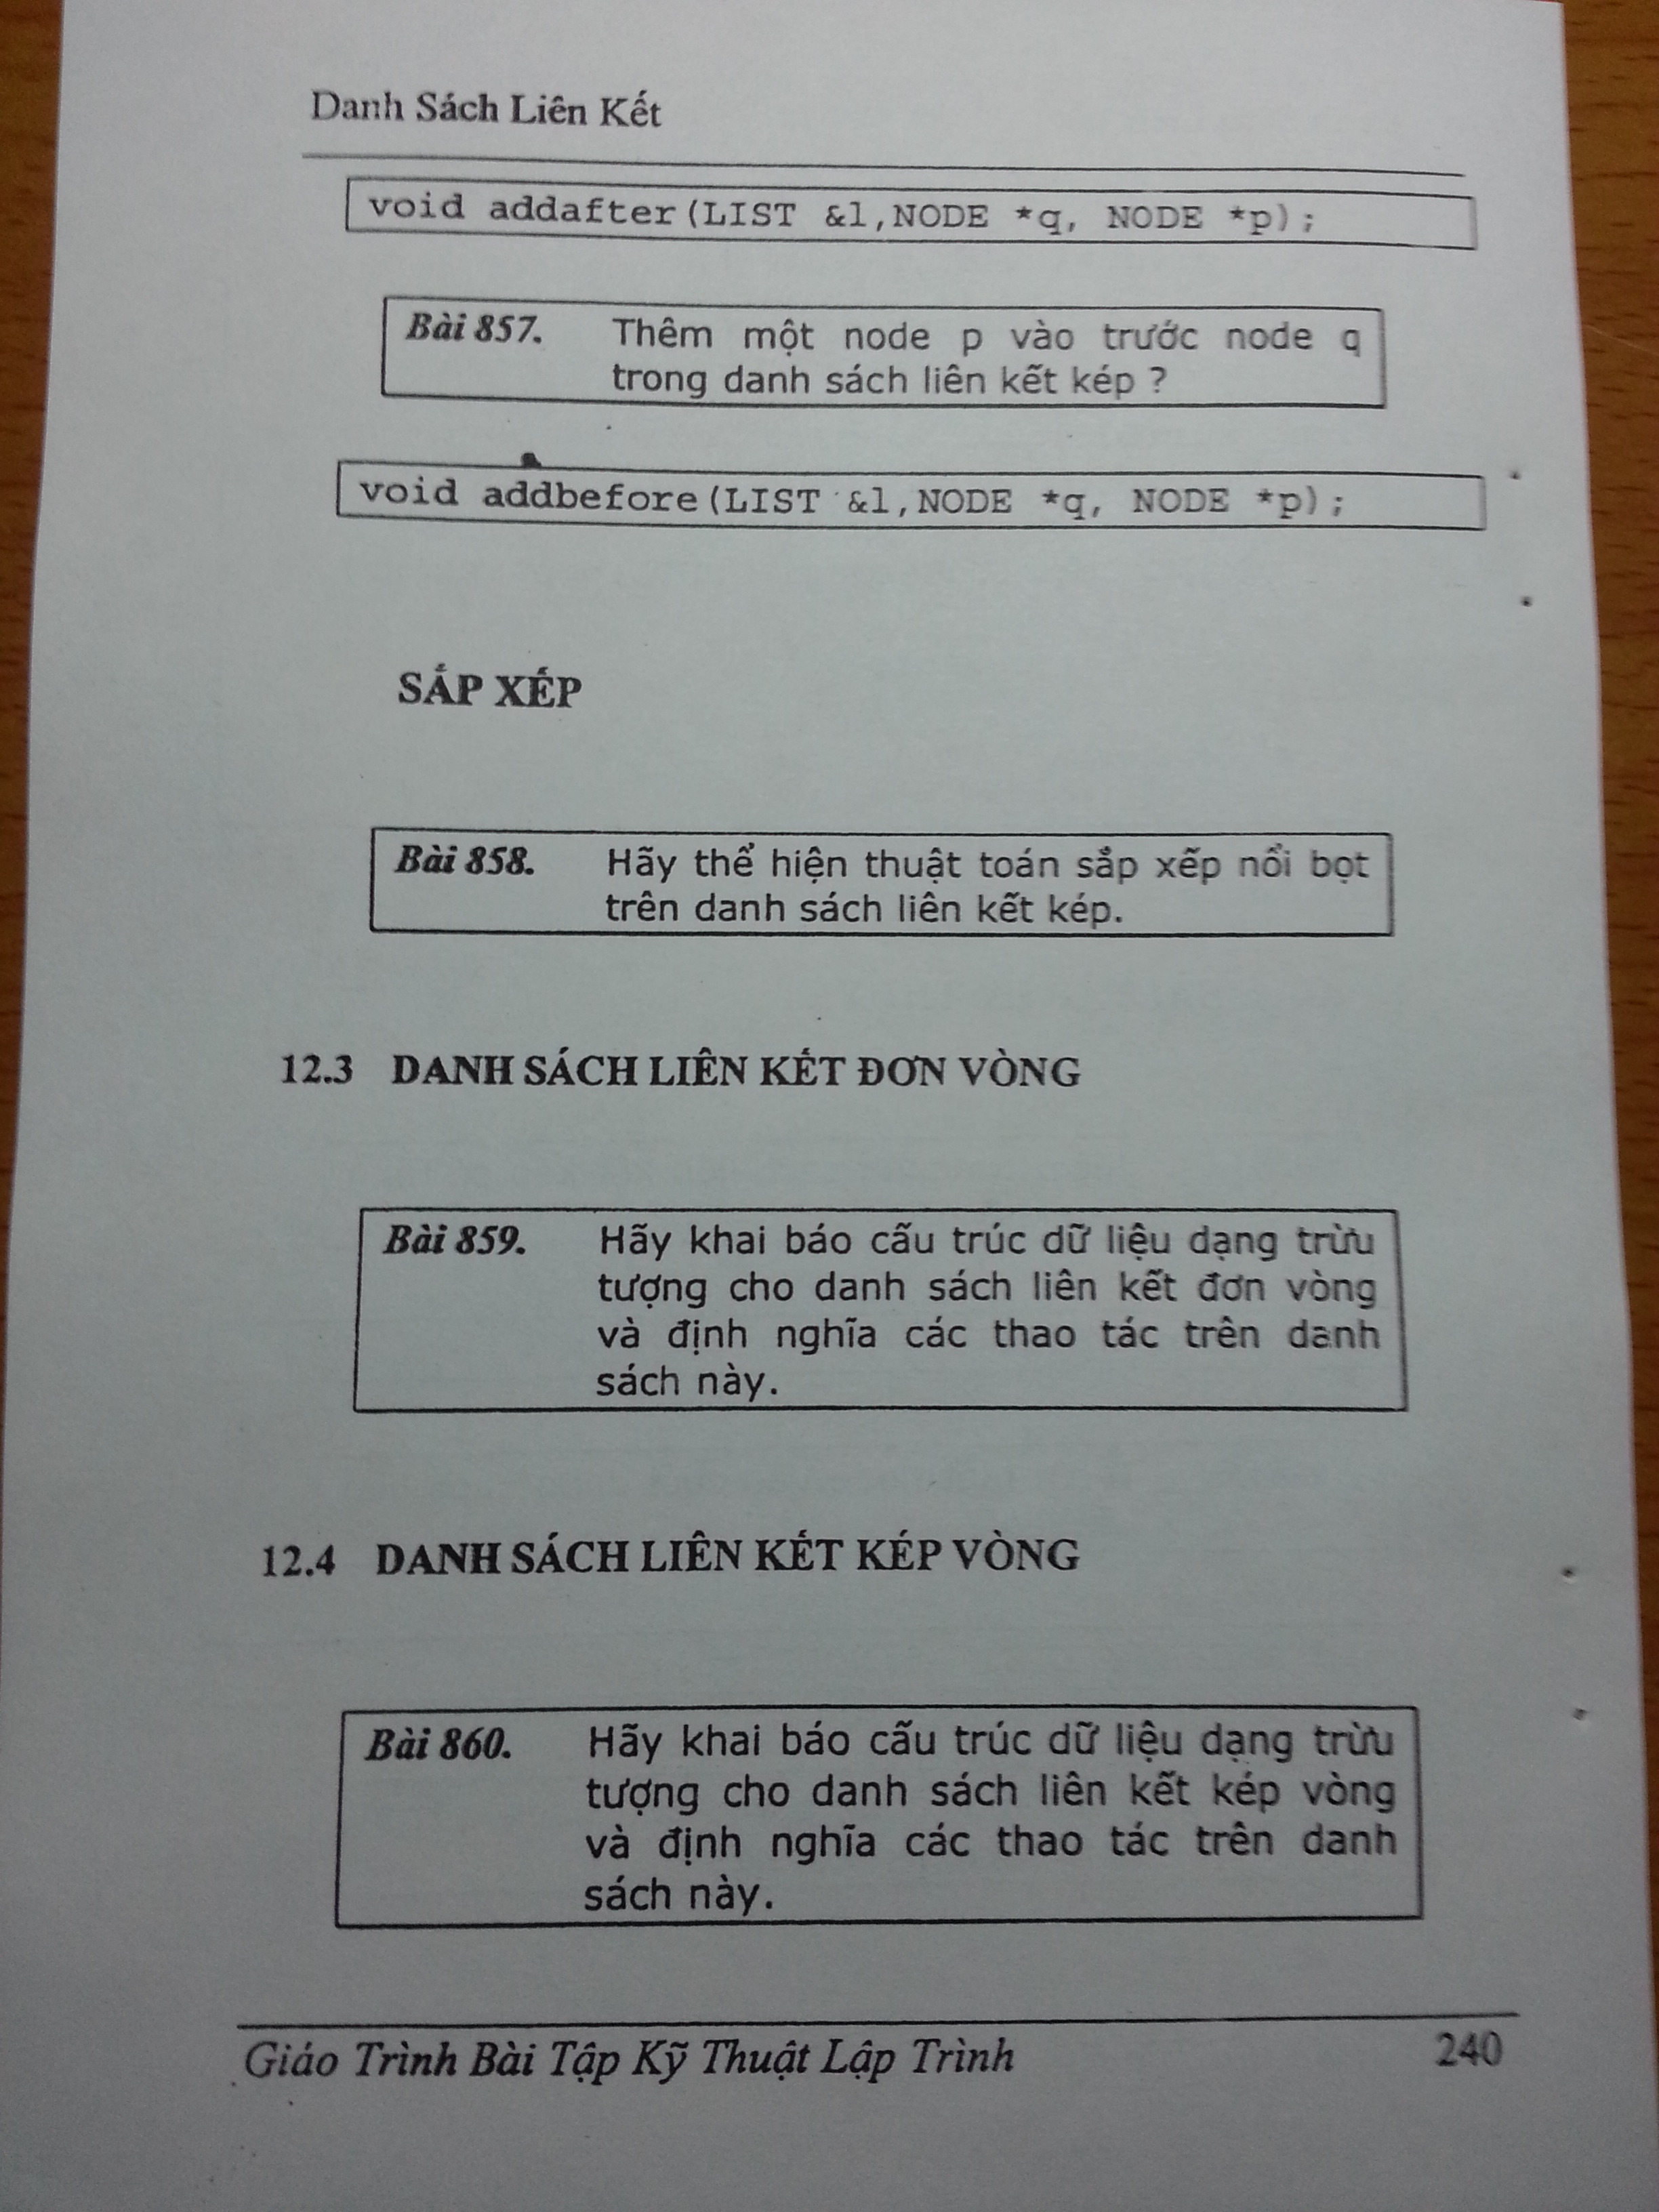 Danh Sách Liên Kết
void addafter(LIST &l,NODE *q, NODE *p);
Bài 857. Thêm một node p vào trước node q
trong danh sách liên kết kép ?
void addbefore(LIST &l,NODE *q, NODE *p);
SẮP XẾP
Bài 858. Hãy thể hiện thuật toán sắp xếp nổi bọt
trên danh sách liên kết kép.
12.3 DANH SÁCH LIÊN KẾT ĐƠN VÒNG
Bài 859. Hãy khai báo cấu trúc dữ liệu dạng trừu
tượng cho danh sách liên kết đơn vòng
và định nghĩa các thao tác trên danh
sách này.
12.4 DANH SÁCH LIÊN KẾT KÉP VÒNG
Bài 860. Hãy khai báo cấu trúc dữ liệu dạng trừu
tượng cho danh sách liên kết kép vòng
và định nghĩa các thao tác trên danh
sách này.
Giáo Trình Bài Tập Kỹ Thuật Lập Trình 240